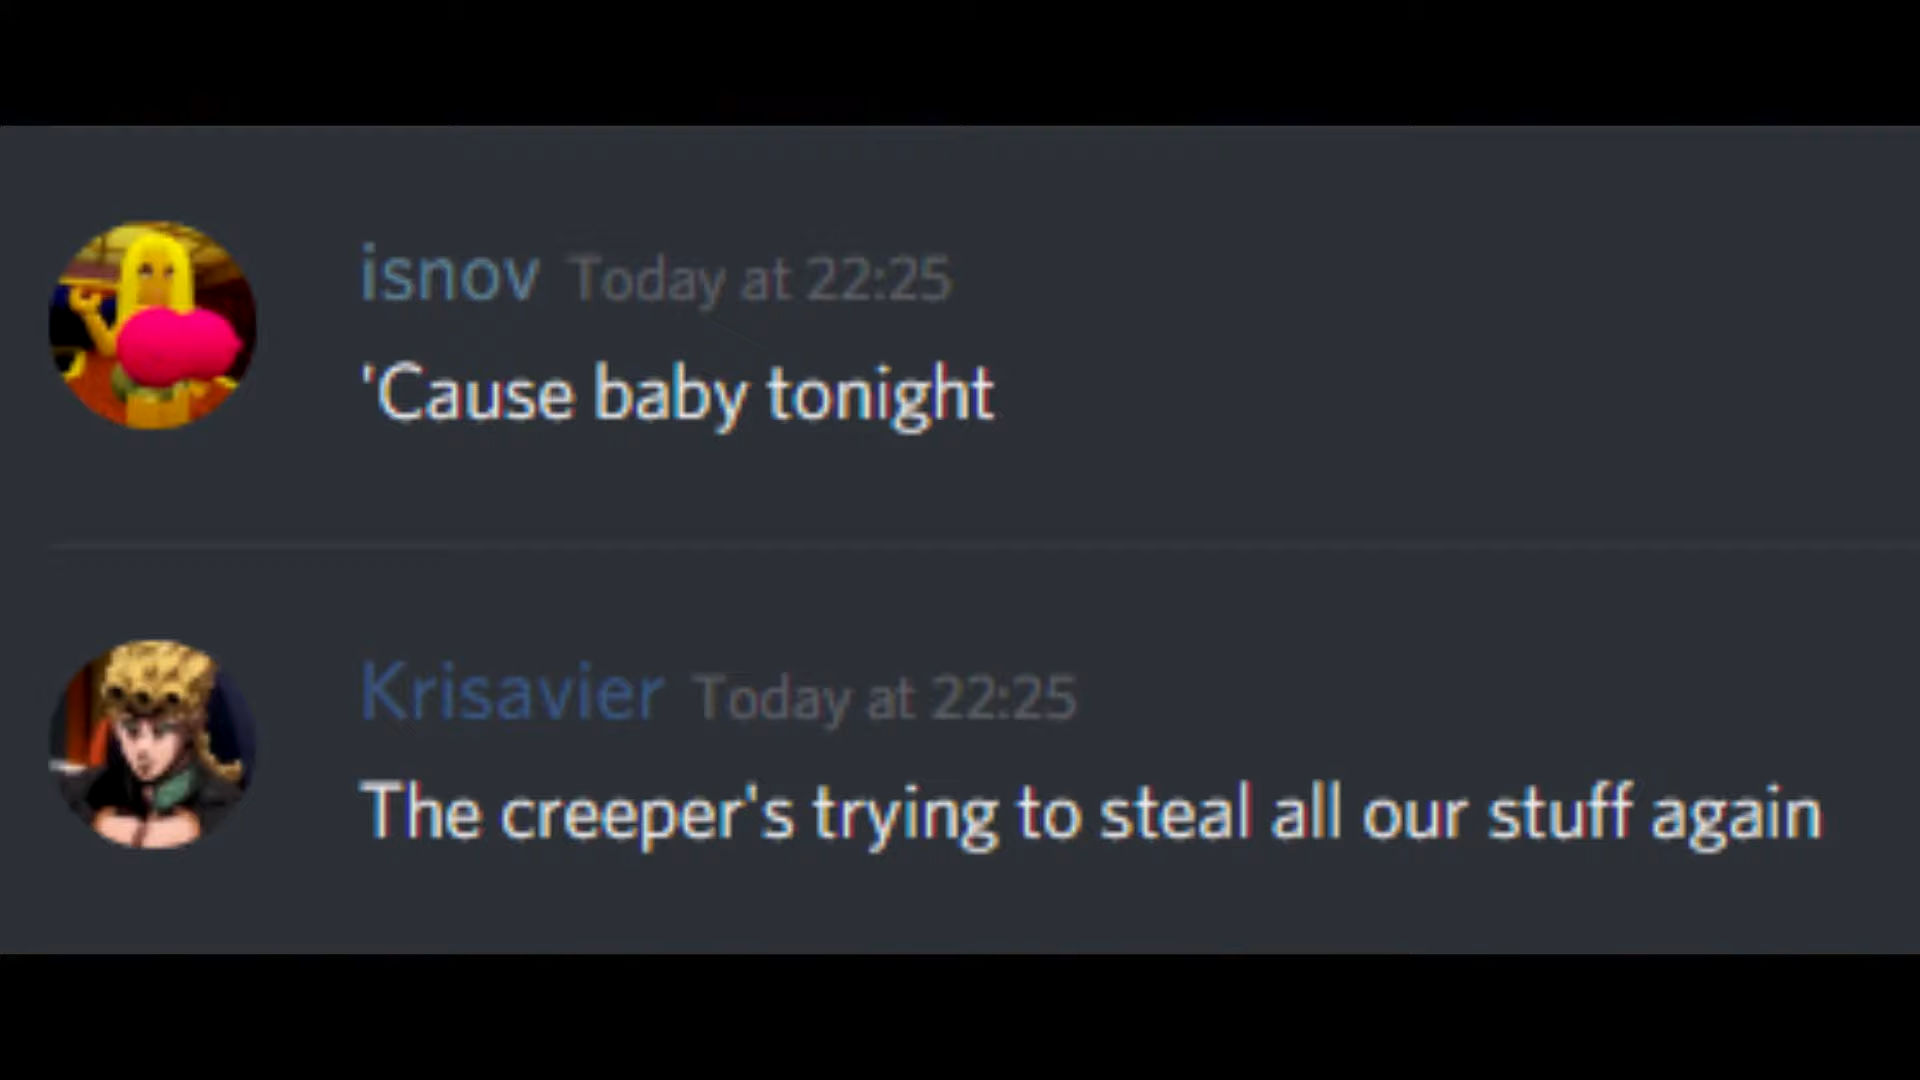 isnov Today at 22:25
'Cause baby tonight
Krisavier Today at 22:25
The creeper's trying to steal all our stuff again